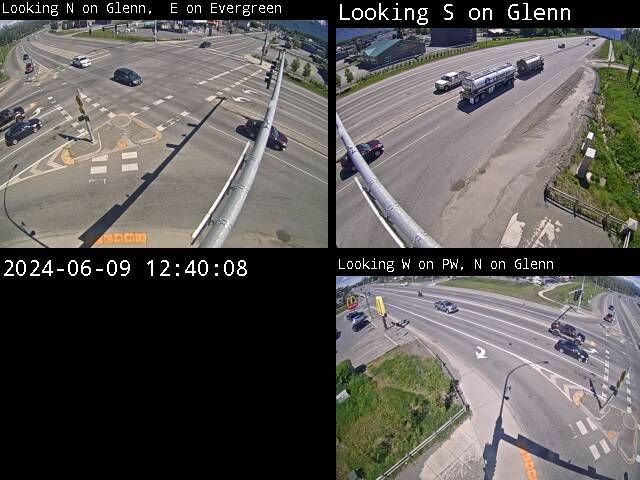 Looking N on Glenn,  E on Evergreen
Looking S on Glenn
2024-06-09 12:40:08
Looking W on PW, N on Glenn